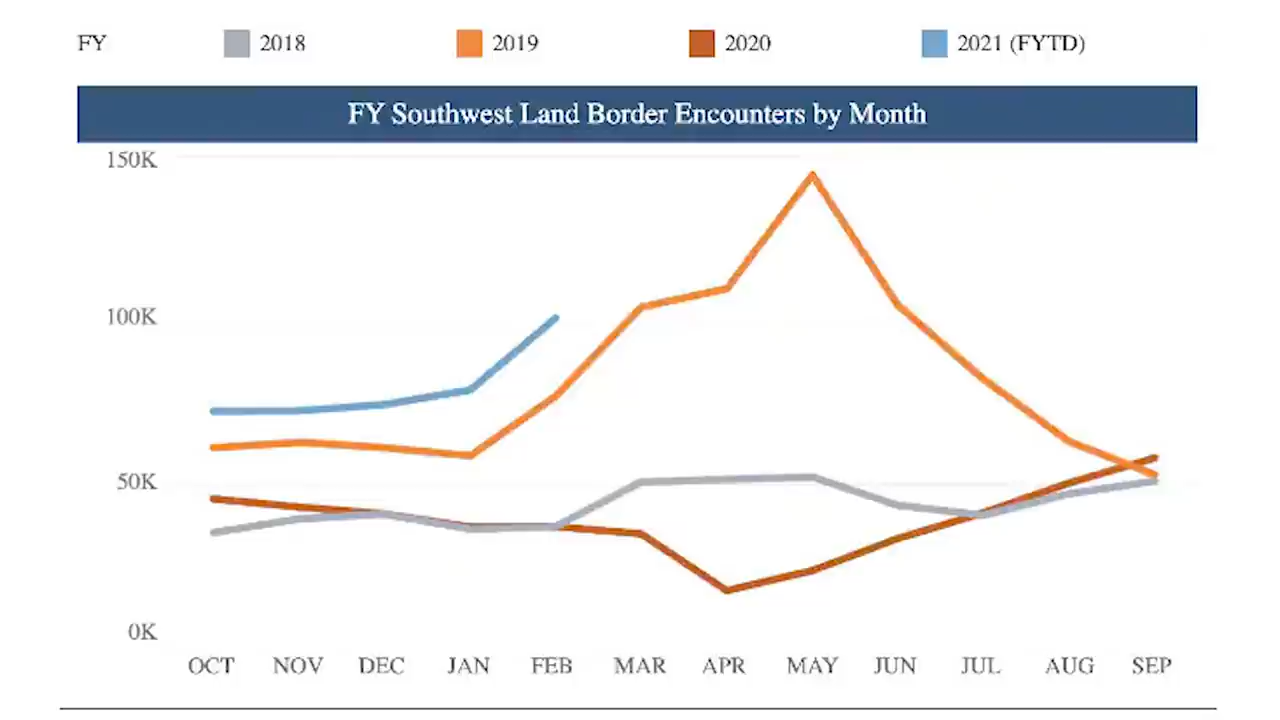 FY 2018 2019 2020 2021 (FYTD)
FY Southwest Land Border Encounters by Month
150K
100K
50K
0K
OCT NOV DEC JAN FEB MAR APR MAY JUN JUL AUG SEP